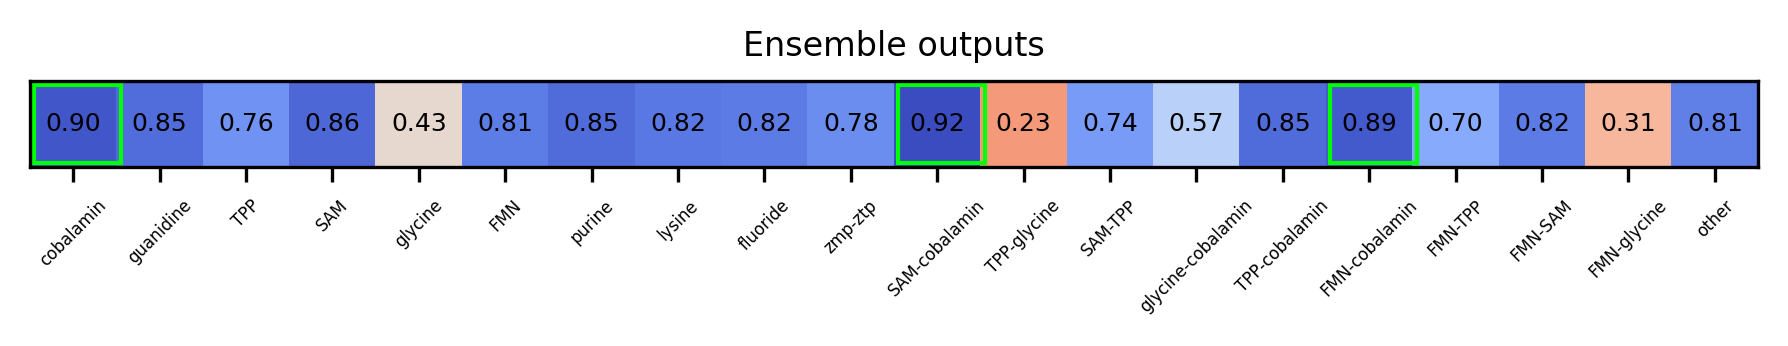 Ensemble outputs
0.90 0.85 0.76 0.86 0.43 0.81 0.85 0.82 0.82 0.78 0.92 0.23 0.74 0.57 0.85 0.89 0.70 0.82 0.31 0.81
cobalamin guanidine TPP SAM glycine FMN purine lysine fluoride zmp-ztp SAM-cobalamin TPP-glycine SAM-TPP glycine-cobalamin TPP-cobalamin FMN-cobalamin FMN-TPP FMN-SAM FMN-glycine other